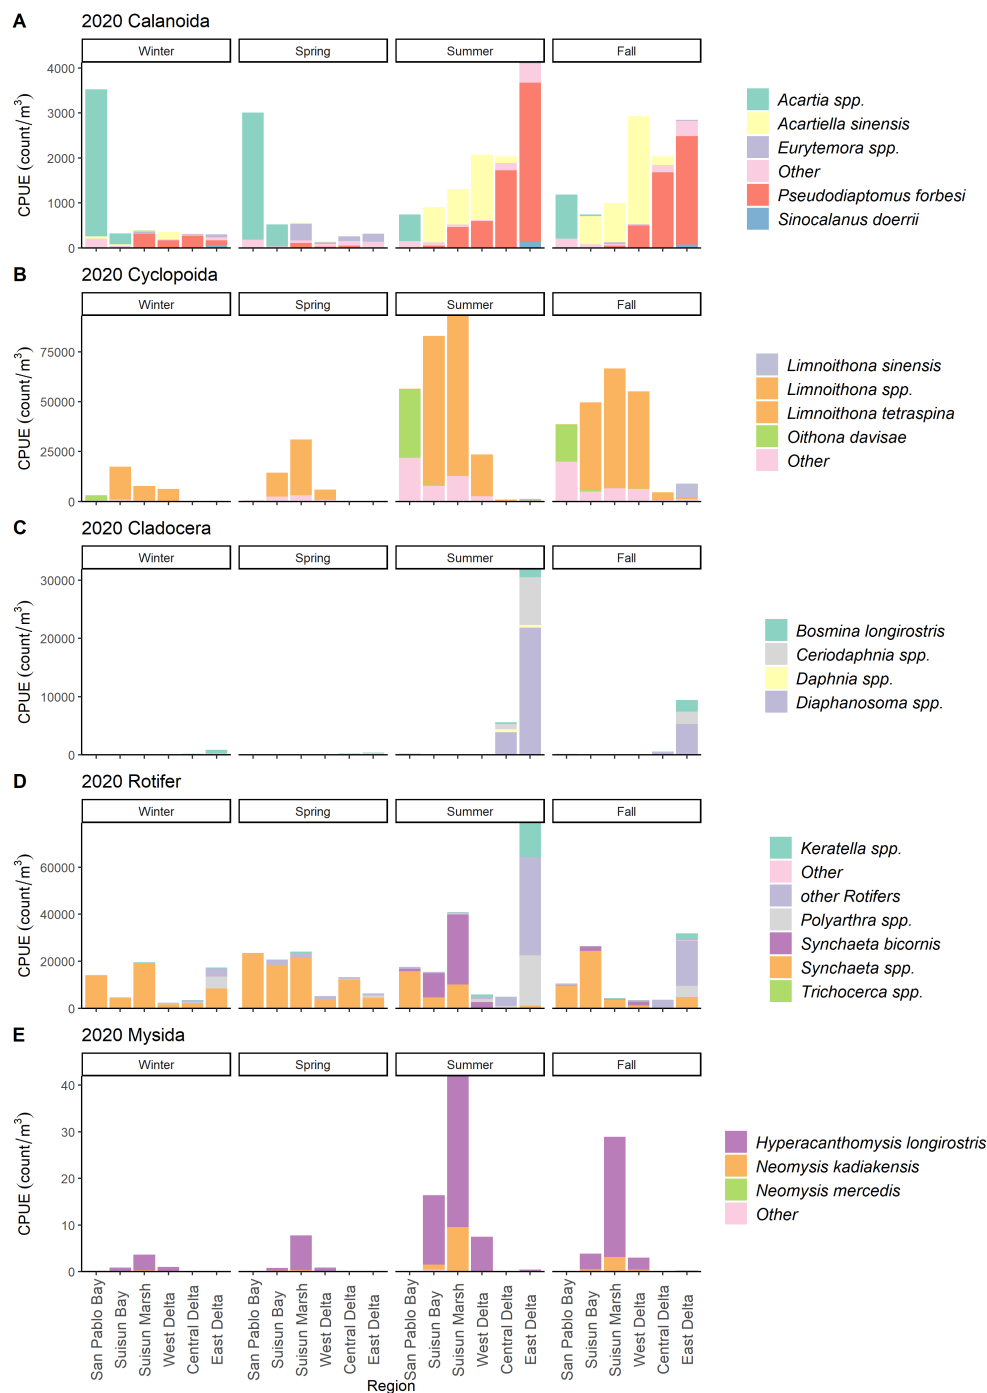 A
2020 Calanoida
Winter
Spring
Summer
Fall
CPUE (count/m³)
4000
3000
2000
1000
0
Acartia spp.
Acartiella sinensis
Eurytemora spp.
Other
Pseudodiaptomus forbesi
Sinocalanus doerrii
B
2020 Cyclopoida
Winter
Spring
Summer
Fall
CPUE (count/m³)
75000
50000
25000
0
Limnoithona sinensis
Limnoithona spp.
Limnoithona tetraspina
Oithona davisae
Other
C
2020 Cladocera
Winter
Spring
Summer
Fall
CPUE (count/m³)
30000
20000
10000
0
Bosmina longirostris
Ceriodaphnia spp.
Daphnia spp.
Diaphanosoma spp.
D
2020 Rotifer
Winter
Spring
Summer
Fall
CPUE (count/m³)
60000
40000
20000
0
Keratella spp.
Other
other Rotifers
Polyarthra spp.
Synchaeta bicornis
Synchaeta spp.
Trichocerca spp.
E
2020 Mysida
Winter
Spring
Summer
Fall
CPUE (count/m³)
40
30
20
10
0
Hyperacanthomysis longirostris
Neomysis kadiakensis
Neomysis mercedis
Other
San Pablo Bay
Suisun Bay
Suisun Marsh
West Delta
Central Delta
East Delta
San Pablo Bay
Suisun Bay
Suisun Marsh
West Delta
Central Delta
East Delta
San Pablo Bay
Suisun Bay
Suisun Marsh
West Delta
Central Delta
East Delta
San Pablo Bay
Suisun Bay
Suisun Marsh
West Delta
Central Delta
East Delta
Region